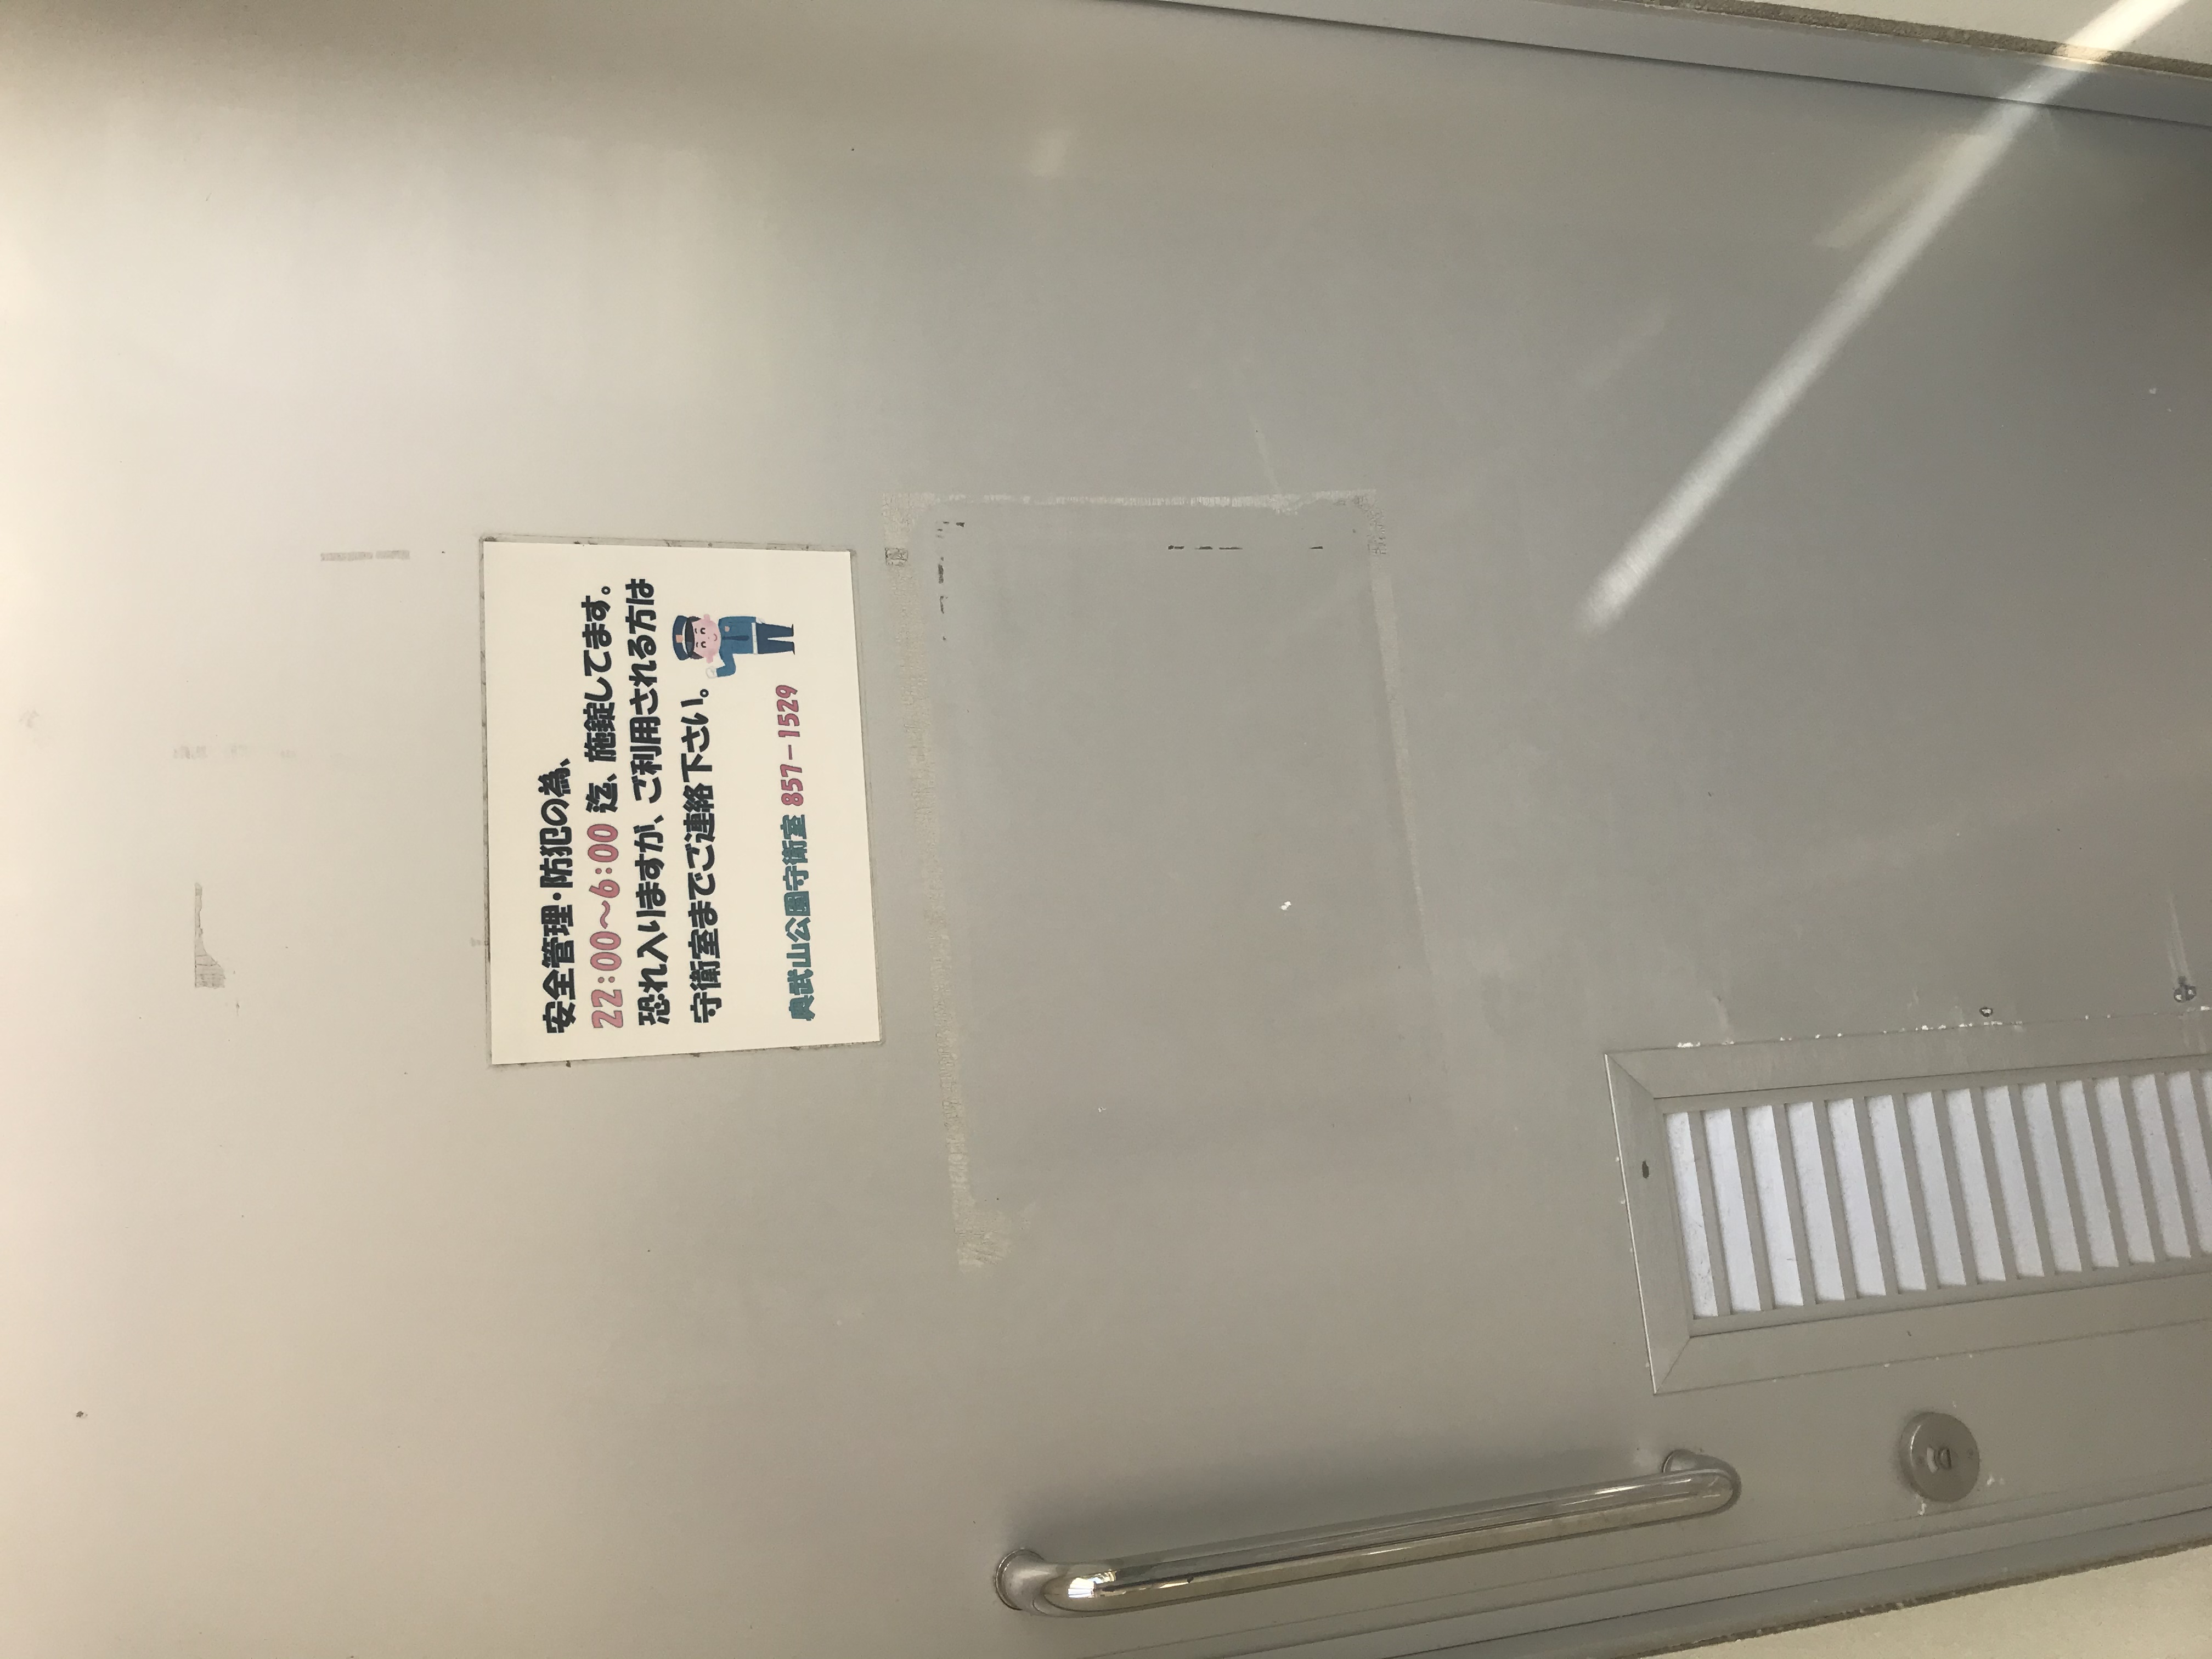 安全管理・防犯の為、
22:00～6:00 迄、施錠してます。
恐れ入りますが、ご利用される方は
守衛室までご連絡下さい。
奥武山公園守衛室 857－1529